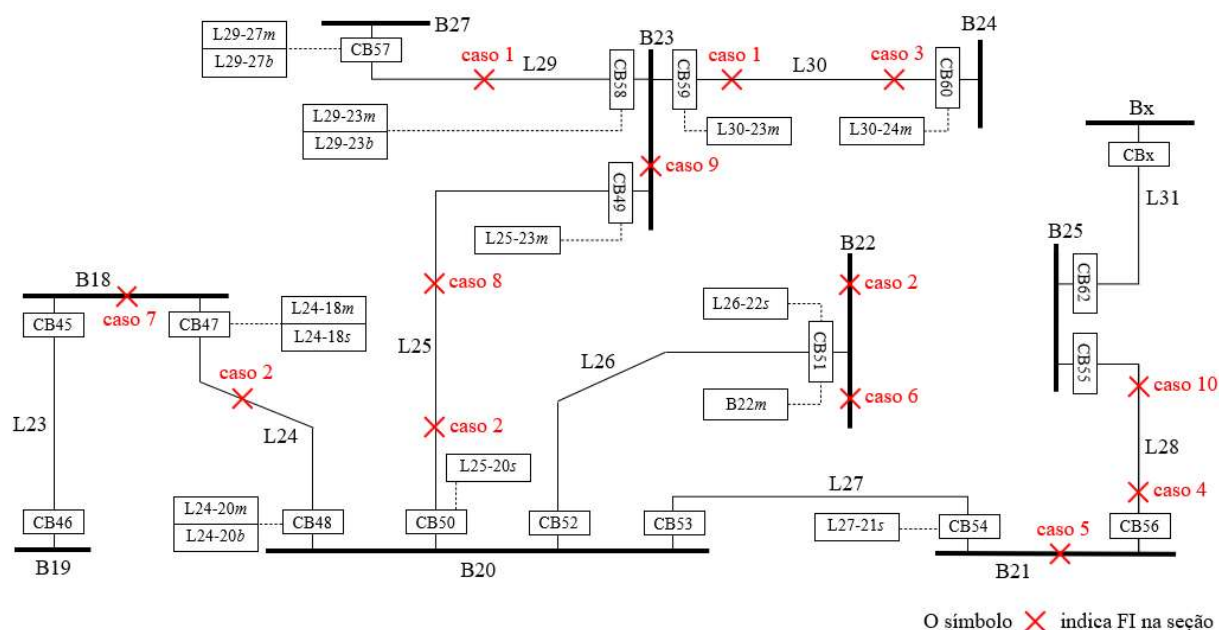 B27
B24
L29-27m
L29-27b
CB57
caso 1
L29
B23
CB58
CB59
caso 1
L30
caso 3
CB60
L29-23m
L29-23b
L30-23m
L30-24m
Bx
CBx
caso 9
CB49
L31
L25-23m
B25
B22
CB62
caso 8
caso 2
B18
caso 7
L26-22s
CB45
CB47
L24-18m
L24-18s
CB51
L25
L26
CB55
caso 2
caso 10
B22m
caso 6
L23
L24
caso 2
L28
L25-20s
L27
caso 4
L24-20m
L24-20b
L27-21s
CB46
CB48
CB50
CB52
CB53
CB54
caso 5
CB56
B19
B20
B21
O símbolo indica FI na seção